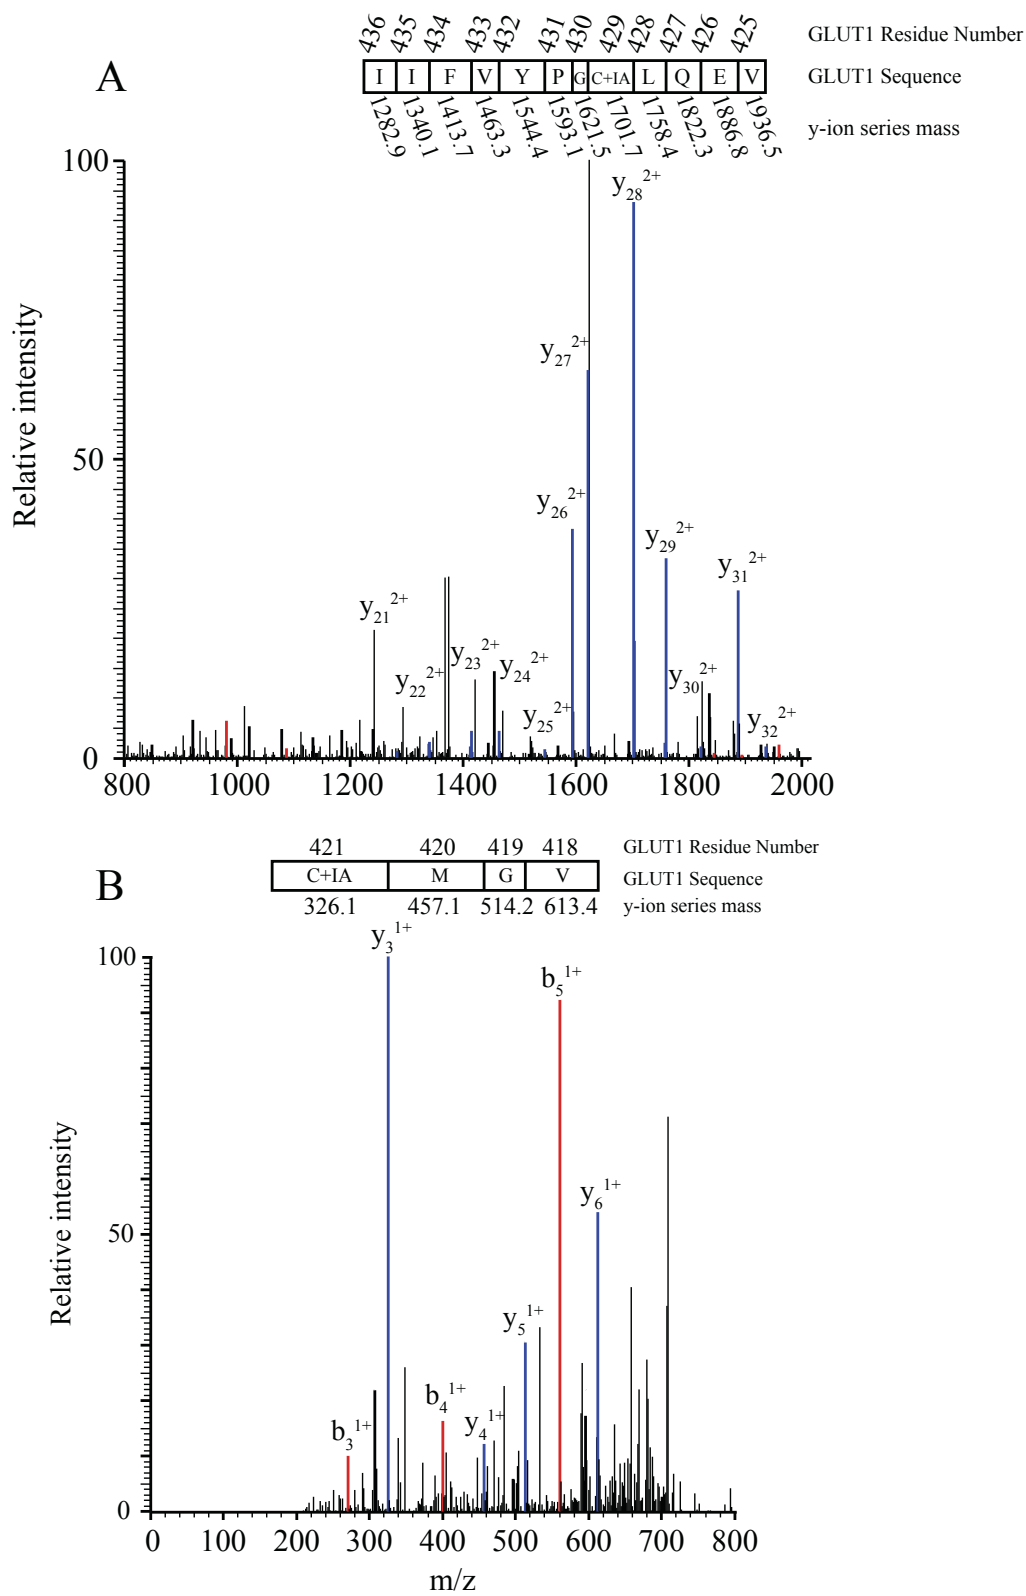 436 435 434 433 432 431 430 429 428 427 426 425 GLUT1 Residue Number
A
I I F V Y P G C+IA L Q E V GLUT1 Sequence
1282.9 1340.1 1413.7 1463.3 1544.4 1593.1 1621.5 1701.7 1758.4 1822.3 1886.8 1936.5 y-ion series mass
100
y28 2+
y27 2+
Relative intensity
50
y26 2+
y29 2+
y31 2+
y21 2+
y22 2+ y23 2+ y24 2+ y30 2+
y25 2+ y32 2+
0
800 1000 1200 1400 1600 1800 2000
421 420 419 418 GLUT1 Residue Number
B
C+IA M G V GLUT1 Sequence
326.1 457.1 514.2 613.4 y-ion series mass
y3 1+
100
b5 1+
Relative intensity
50
y6 1+
y5 1+
b4 1+
b3 1+ y4 1+
0
0 100 200 300 400 500 600 700 800
m/z